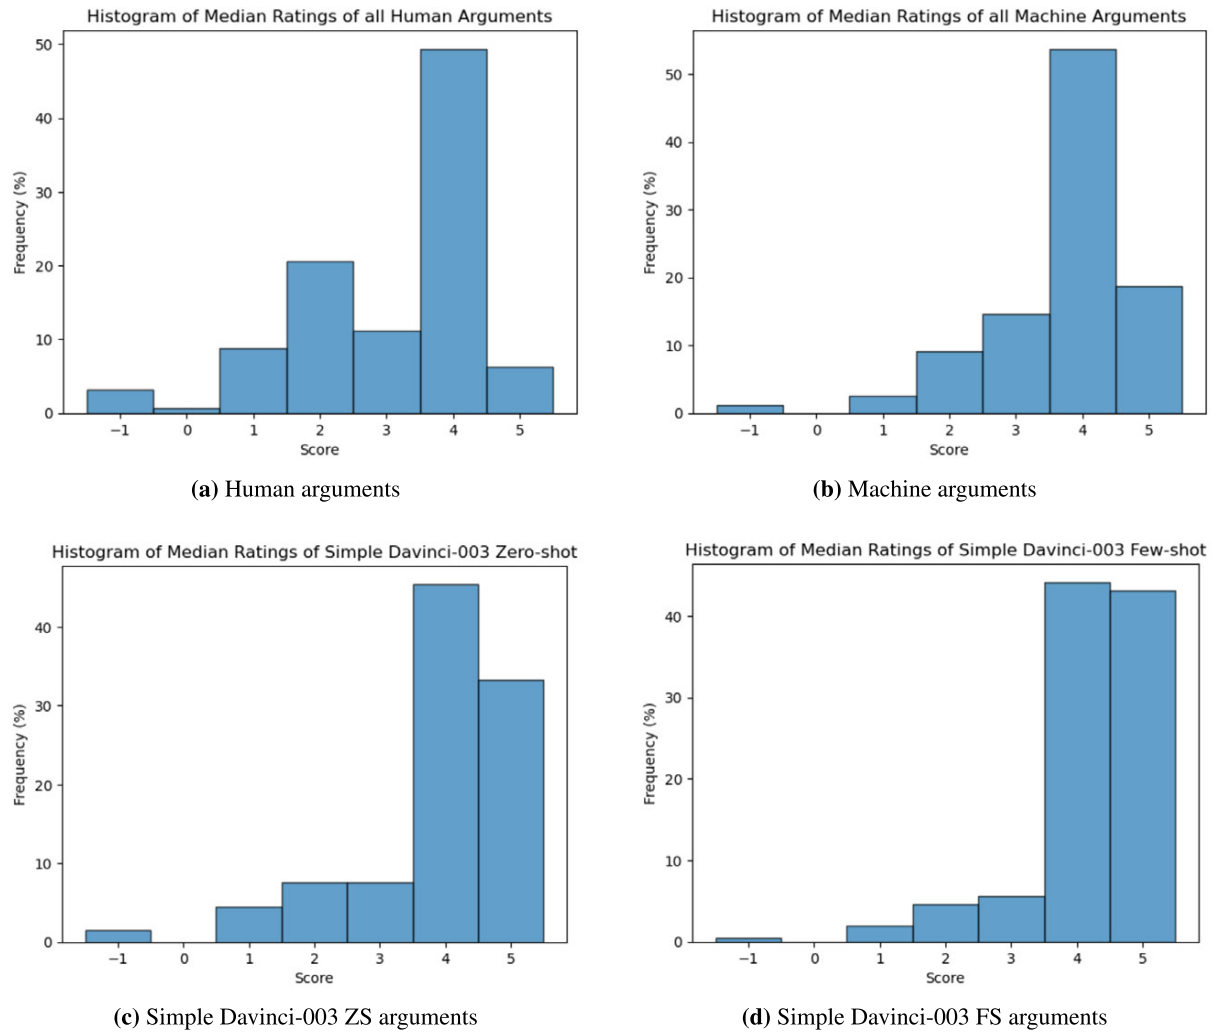 Histogram of Median Ratings of all Human Arguments
Frequency (%)
50
40
30
20
10
0
−1 0 1 2 3 4 5
Score
(a) Human arguments
Histogram of Median Ratings of all Machine Arguments
Frequency (%)
50
40
30
20
10
0
−1 0 1 2 3 4 5
Score
(b) Machine arguments
Histogram of Median Ratings of Simple Davinci-003 Zero-shot
Frequency (%)
40
30
20
10
0
−1 0 1 2 3 4 5
Score
(c) Simple Davinci-003 ZS arguments
Histogram of Median Ratings of Simple Davinci-003 Few-shot
Frequency (%)
40
30
20
10
0
−1 0 1 2 3 4 5
Score
(d) Simple Davinci-003 FS arguments